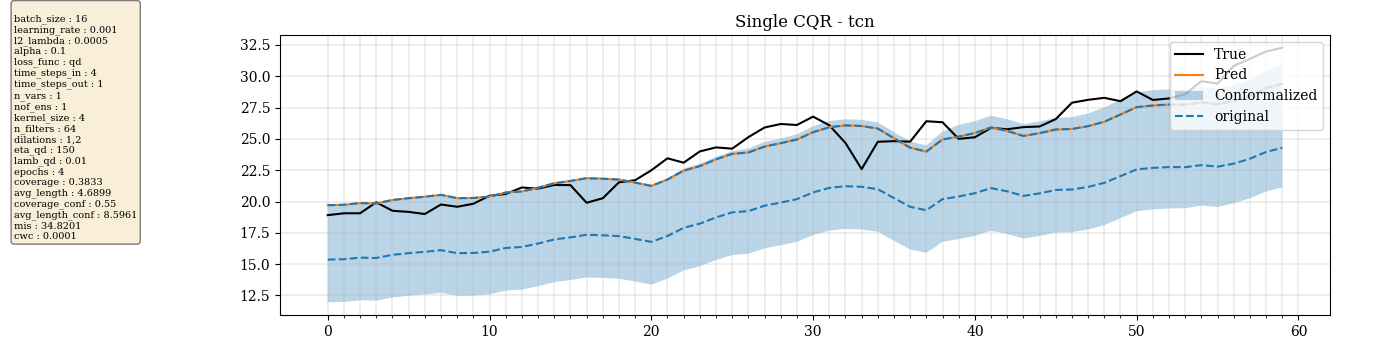 batch_size : 16
learning_rate : 0.001
l2_lambda : 0.0005
alpha : 0.1
loss_func : qd
time_steps_in : 4
time_steps_out : 1
n_vars : 1
nof_ens : 1
kernel_size : 4
n_filters : 64
dilations : 1,2
eta_qd : 150
lamb_qd : 0.01
epochs : 4
coverage : 0.3833
avg_length : 4.6899
coverage_conf : 0.55
avg_length_conf : 8.5961
mis : 34.8201
cwc : 0.0001
Single CQR - tcn
32.5
30.0
27.5
25.0
22.5
20.0
17.5
15.0
12.5
0 10 20 30 40 50 60
True
Pred
Conformalized
original